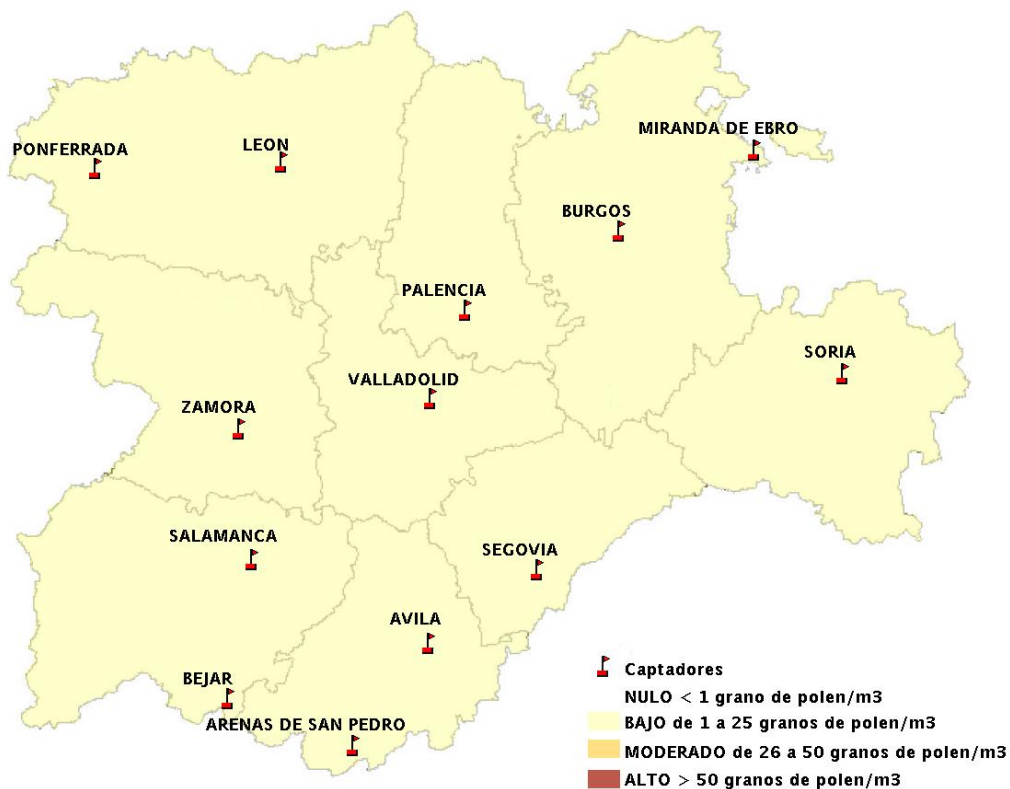 MIRANDA DE EBRO
PONFERRADA
LEON
BURGOS
PALENCIA
SORIA
VALLADOLID
ZAMORA
SALAMANCA
SEGOVIA
AVILA
BEJAR
ARENAS DE SAN PEDRO
Captadores
NULO < 1 grano de polen/m3
BAJO de 1 a 25 granos de polen/m3
MODERADO de 26 a 50 granos de polen/m3
ALTO > 50 granos de polen/m3